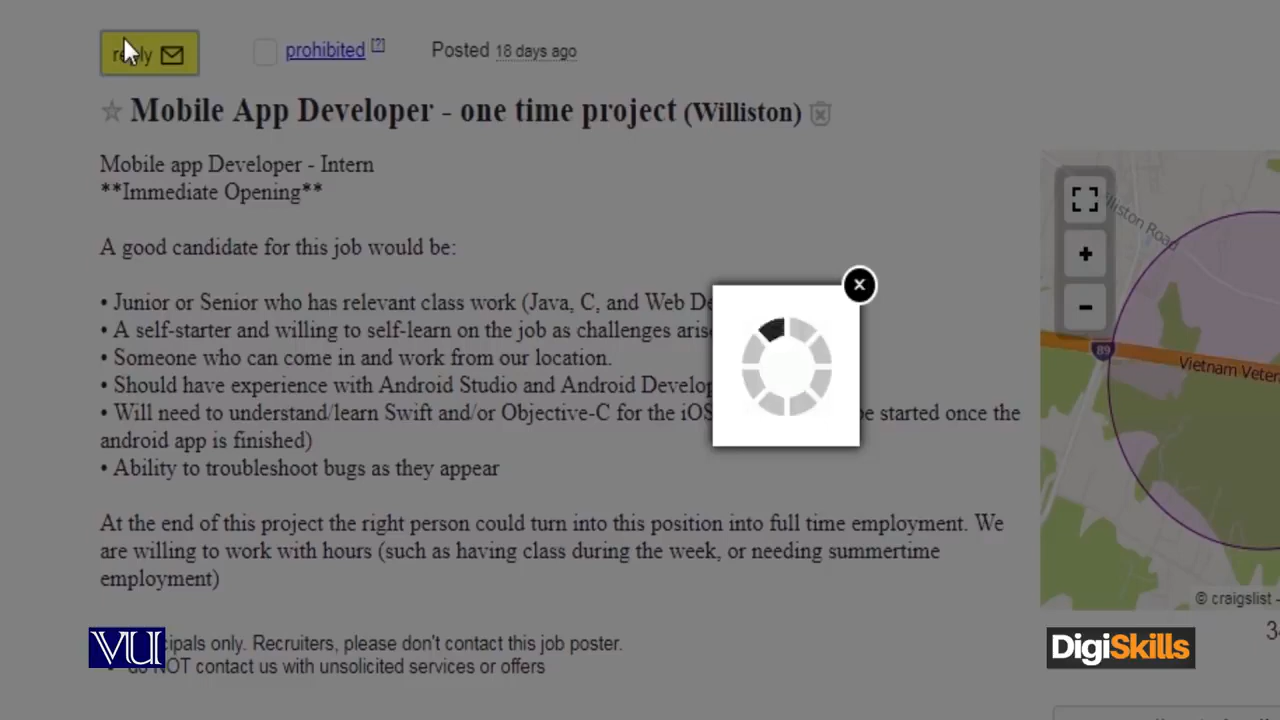 reply
prohibited [?]
Posted 18 days ago
Mobile App Developer - one time project (Williston)
Mobile app Developer - Intern
**Immediate Opening**
A good candidate for this job would be:
• Junior or Senior who has relevant class work (Java, C, and Web
• A self-starter and willing to self-learn on the job as challenges
• Someone who can come in and work from our location.
• Should have experience with Android Studio and Android
• Will need to understand/learn Swift and/or Objective-C for the be started once the
android app is finished)
• Ability to troubleshoot bugs as they appear
At the end of this project the right person could turn into this position into full time employment. We
are willing to work with hours (such as having class during the week, or needing summertime
employment)
only. Recruiters, please don't contact this job poster.
do NOT contact us with unsolicited services or offers
VU
Williston Road
+
-
89
Vietnam
© craigslist -
DigiSkills